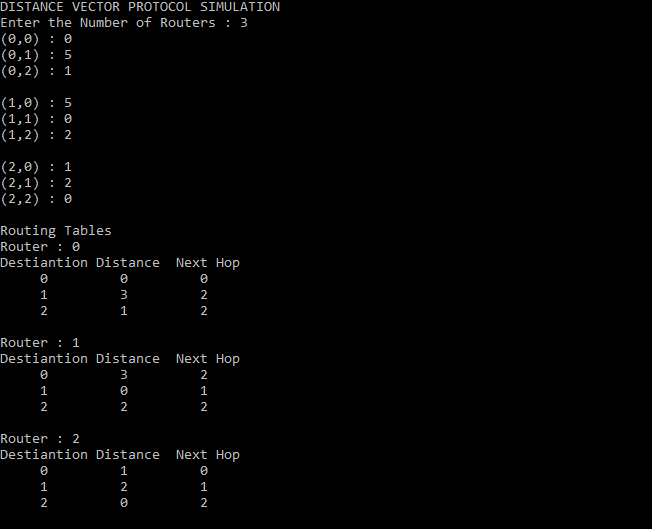 DISTANCE VECTOR PROTOCOL SIMULATION
Enter the Number of Routers : 3
(0,0) : 0
(0,1) : 5
(0,2) : 1
(1,0) : 5
(1,1) : 0
(1,2) : 2
(2,0) : 1
(2,1) : 2
(2,2) : 0
Routing Tables
Router : 0
Destiantion Distance  Next Hop
0 0 0
1 3 2
2 1 2
Router : 1
Destiantion Distance  Next Hop
0 3 2
1 0 1
2 2 2
Router : 2
Destiantion Distance  Next Hop
0 1 0
1 2 1
2 0 2